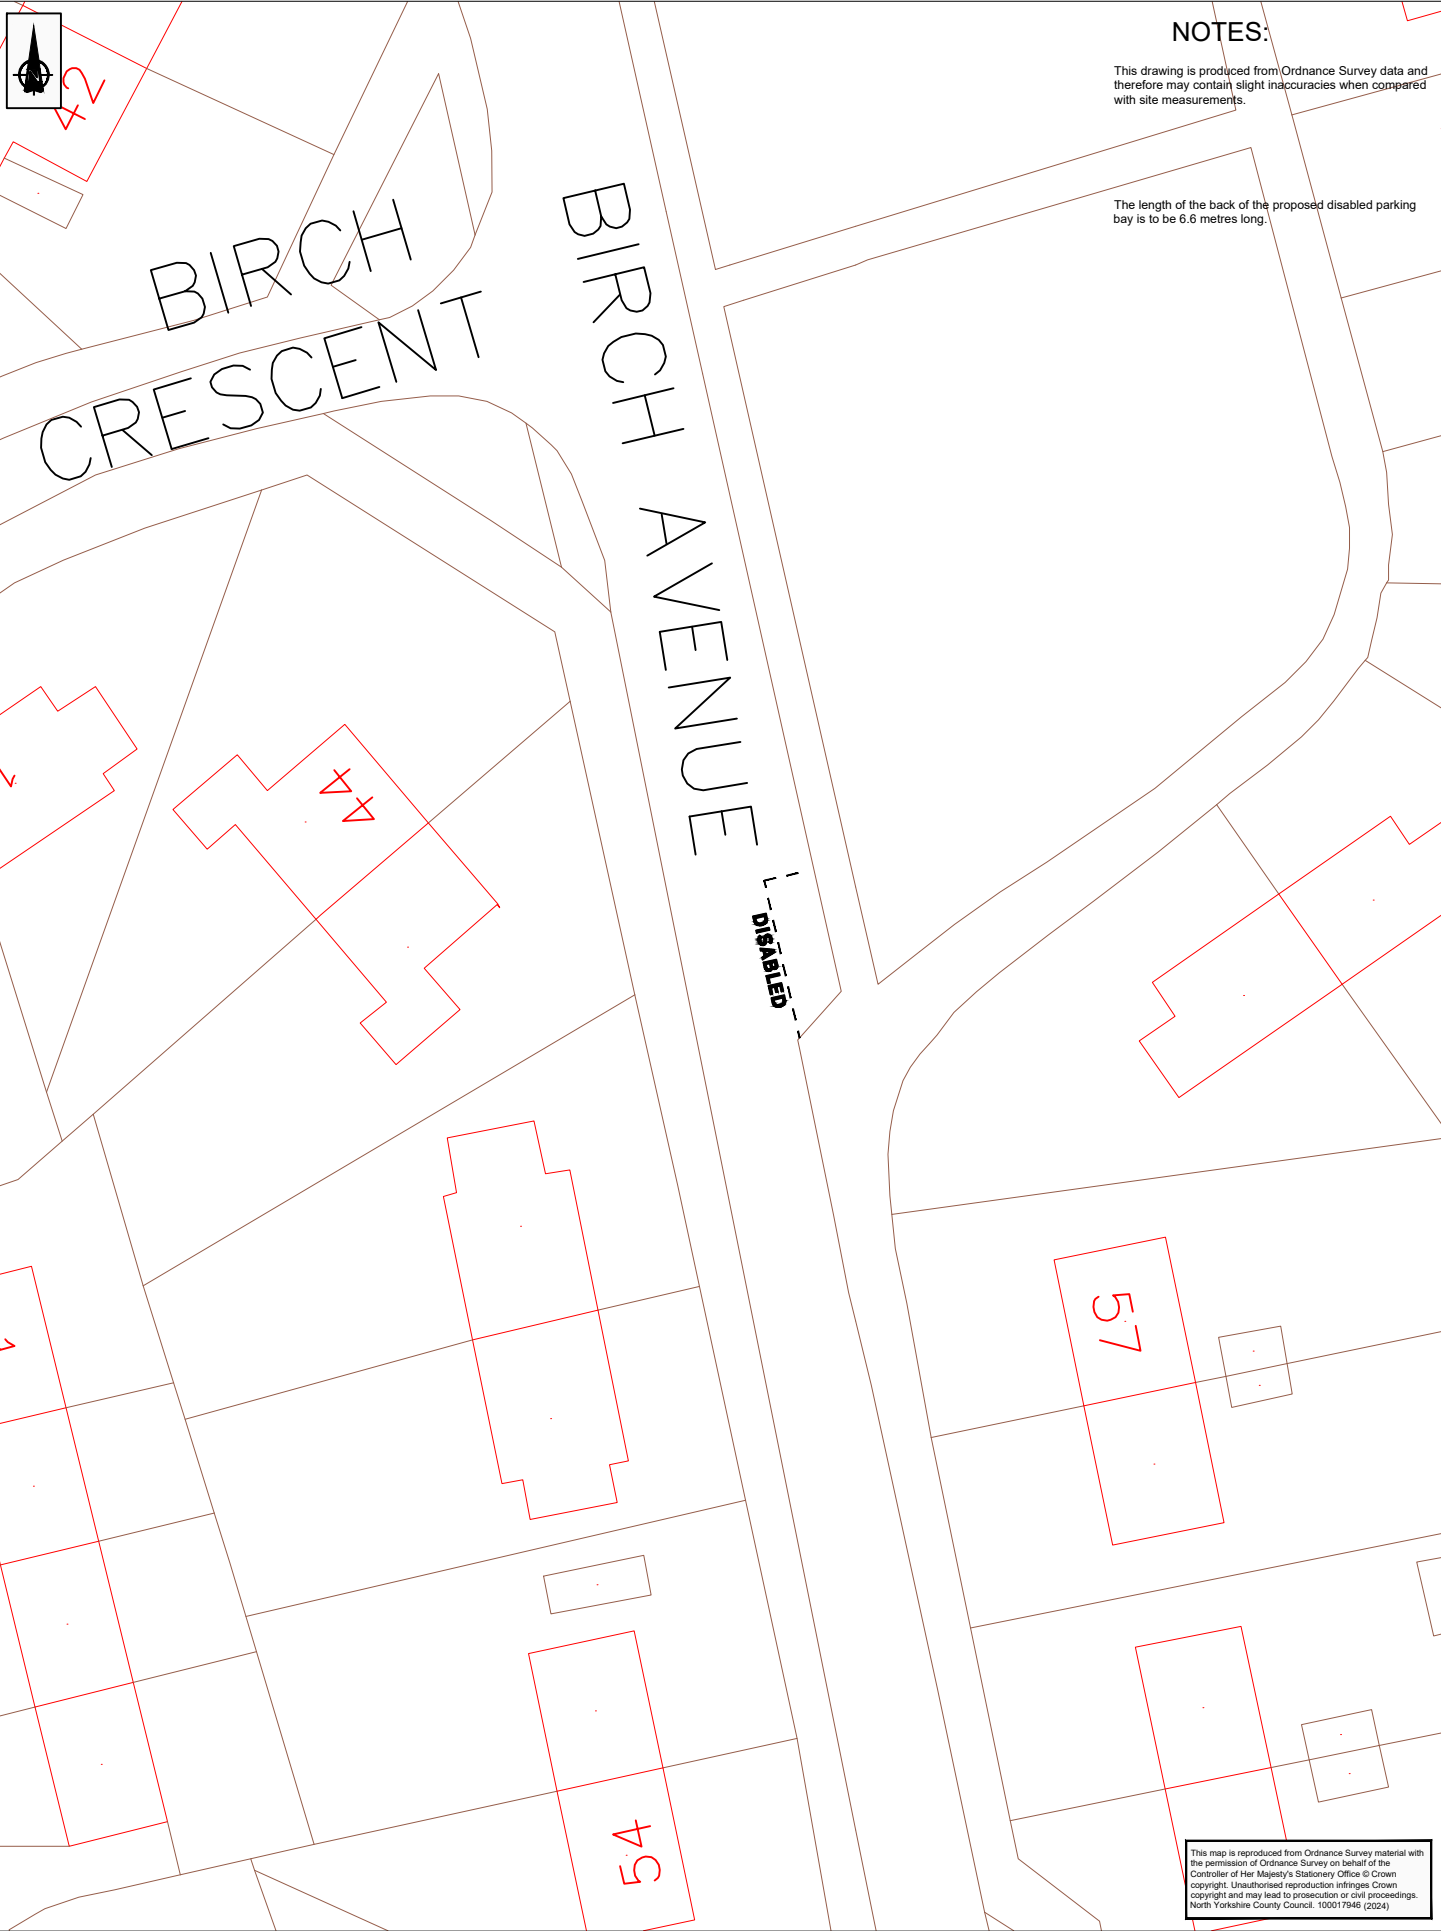 NOTES:
This drawing is produced from Ordnance Survey data and
therefore may contain slight inaccuracies when compared
with site measurements.
The length of the back of the proposed disabled parking
bay is to be 6.6 metres long.
N
42
BIRCH
CRESCENT
BIRCH AVENUE
44
DISABLED
57
54
This map is reproduced from Ordnance Survey material with
the permission of Ordnance Survey on behalf of the
Controller of Her Majesty's Stationery Office © Crown
copyright. Unauthorised reproduction infringes Crown
copyright and may lead to prosecution or civil proceedings.
North Yorkshire County Council. 100017946 (2024)